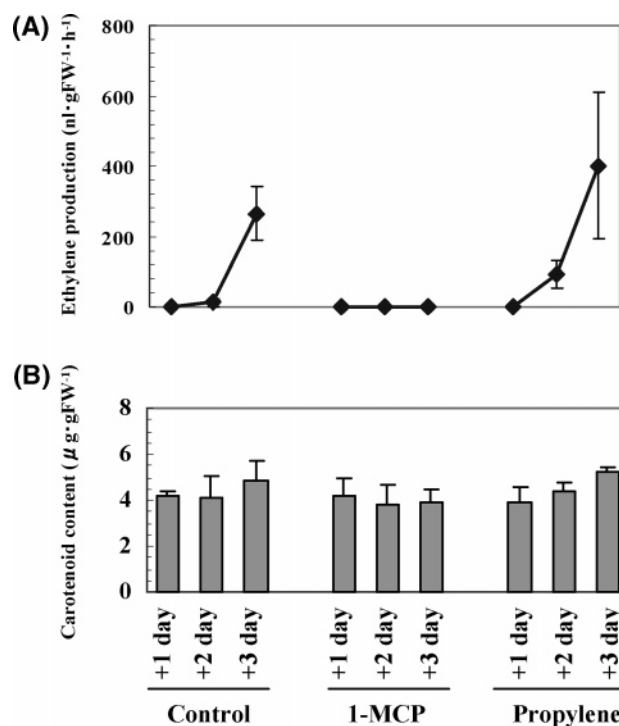 (A)
Ethylene production (nl·gFW⁻¹·h⁻¹)
800
600
400
200
0
(B)
Carotenoid content (μg·gFW⁻¹)
8
6
4
2
0
+1 day +2 day +3 day +1 day +2 day +3 day +1 day +2 day +3 day
Control 1-MCP Propylene